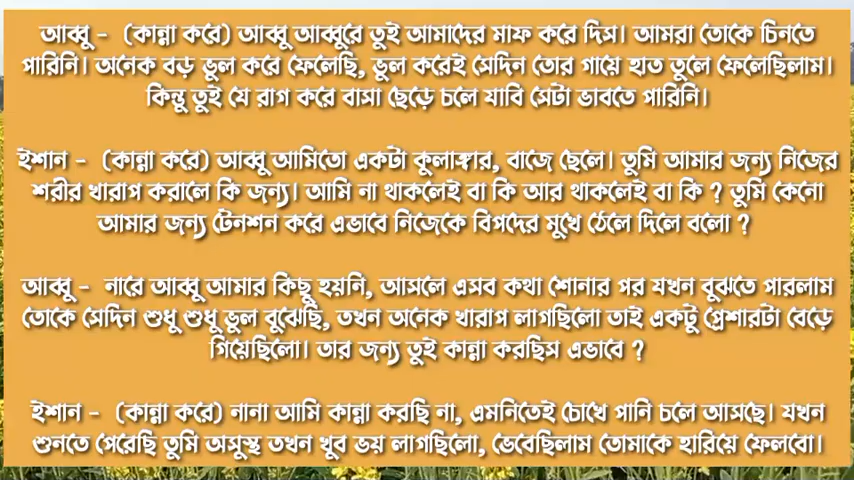 আব্বু - (কান্না করে) আব্বু আব্বুরে তুই আমাদের মাফ করে দিস। আমরা তোকে চিনতে
পারিনি। অনেক বড় ভুল করে ফেলেছি, ভুল করেই সেদিন তোর গায়ে হাত তুলে ফেলেছিলাম।
কিন্তু তুই যে রাগ করে বাসা ছেড়ে চলে যাবি সেটা ভাবতে পারিনি।
ইশান - (কান্না করে) আব্বু আমিতো একটা কুলাঙ্গার, বাজে ছেলে। তুমি আমার জন্য নিজের
শরীর খারাপ করালে কি জন্য। আমি না থাকলেই বা কি আর থাকলেই বা কি ? তুমি কেনো
আমার জন্য টেনশন করে এভাবে নিজেকে বিপদের মুখে ঠেলে দিলে বলো ?
আব্বু - নারে আব্বু আমার কিছু হয়নি, আসলে এসব কথা শোনার পর যখন বুঝতে পারলাম
তোকে সেদিন শুধু শুধু ভুল বুঝেছি, তখন অনেক খারাপ লাগছিলো তাই একটু প্রেশারটা বেড়ে
গিয়েছিলো। তার জন্য তুই কান্না করছিস এভাবে ?
ইশান - (কান্না করে) নানা আমি কান্না করছি না, এমনিতেই চোখে পানি চলে আসছে। যখন
শুনতে পেরেছি তুমি অসুস্থ তখন খুব ভয় লাগছিলো, ভেবেছিলাম তোমাকে হারিয়ে ফেলবো।